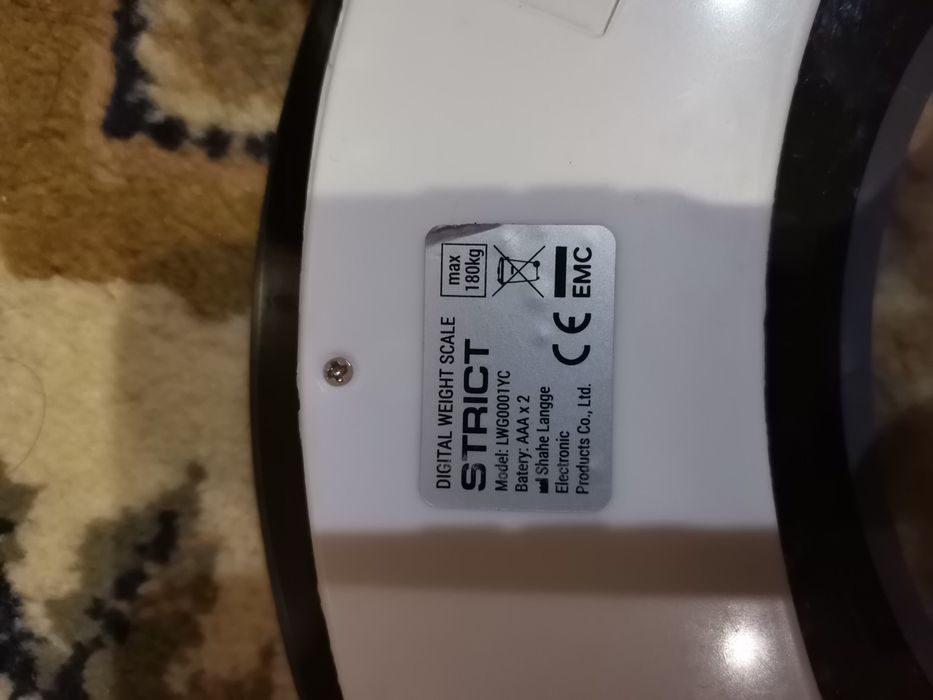 DIGITAL WEIGHT SCALE
STRICT
Model: LWG0001YC
Batery: AAA x 2
Shahe Langge
Electronic
Products Co., Ltd.
max
180kg
CE
EMC